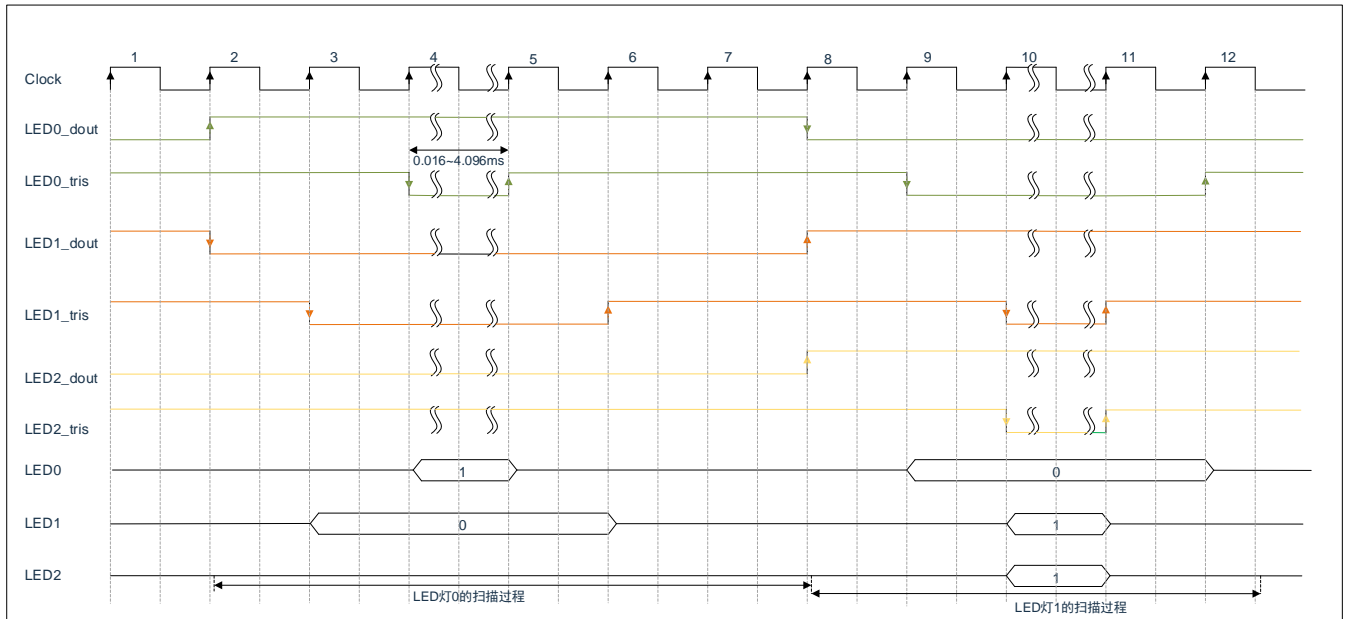 1 2 3 4 5 6 7 8 9 10 11 12
Clock
LED0_dout
0.016~4.096ms
LED0_tris
LED1_dout
LED1_tris
LED2_dout
LED2_tris
LED0 1 0
LED1 0 1
LED2 1
LED灯0的扫描过程
LED灯1的扫描过程